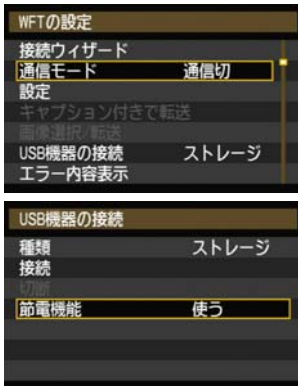 WFTの設定
接続ウィザード
通信モード 通信切
設定
キャプション付きで転送
画像選択/転送
USB機器の接続 ストレージ
エラー内容表示
USB機器の接続
種類 ストレージ
接続
切断
節電機能 使う